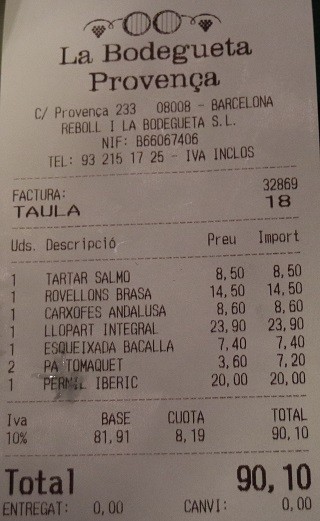 La Bodegueta
Provença
C/ Provença 233 08008 - BARCELONA
REBOLL I LA BODEGUETA S.L.
NIF: B66067406
TEL: 93 215 17 25 - IVA INCLOS
FACTURA: 32869
TAULA 18
Uds. Descripció Preu Import
1 TARTAR SALMO 8,50 8,50
1 ROVELLONS BRASA 14,50 14,50
1 CARXOFES ANDALUSA 8,60 8,60
1 LLOPART INTEGRAL 23,90 23,90
1 ESQUEIXADA BACALLA 7,40 7,40
2 PA TOMAQUET 3,60 7,20
1 PERNIL IBERIC 20,00 20,00
Iva BASE CUOTA TOTAL
10% 81,91 8,19 90,10
Total 90,10
ENTREGAT: 0,00 CANVI: 0,00